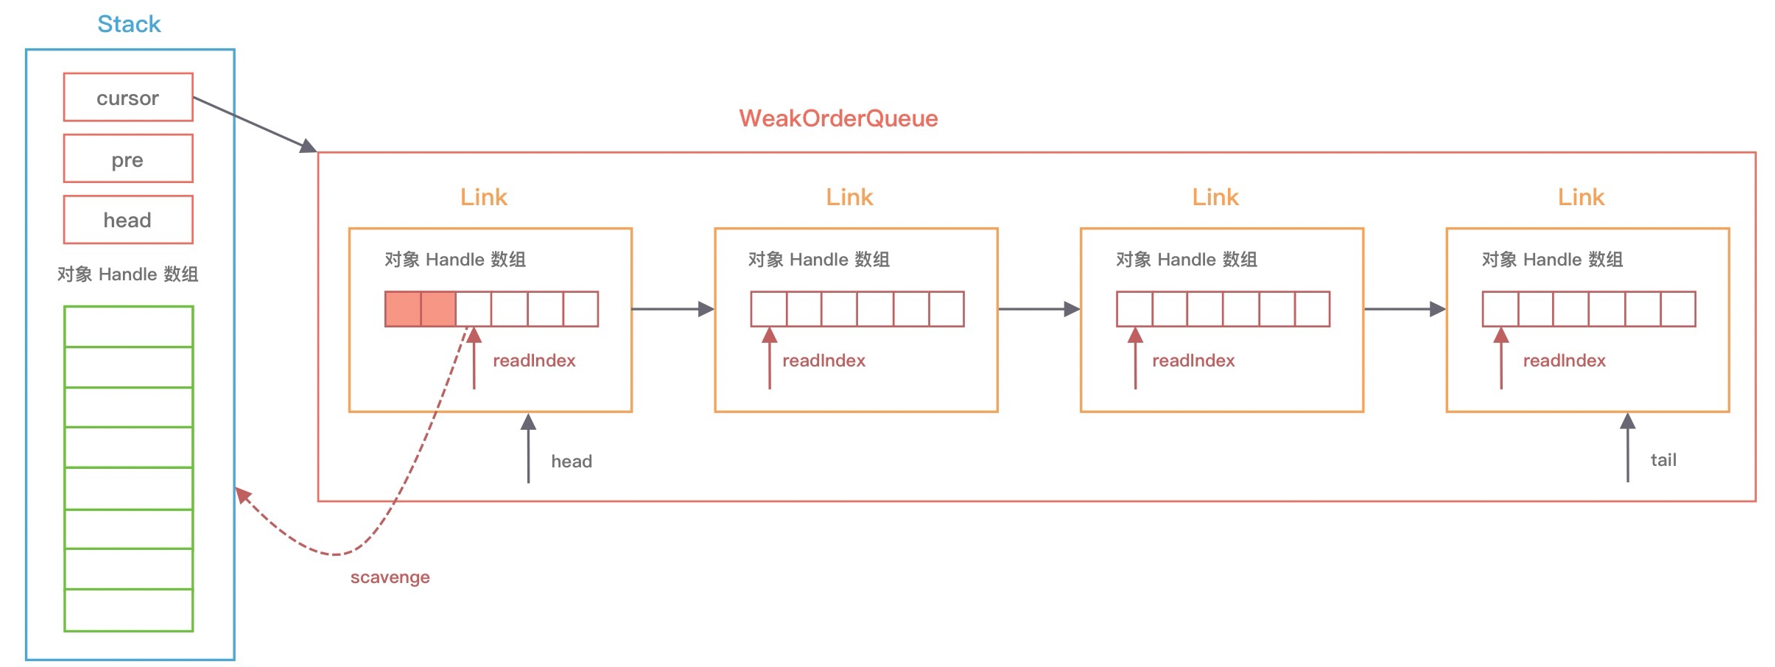 Stack
cursor
pre
head
对象 Handle 数组
WeakOrderQueue
Link
Link
Link
Link
对象 Handle 数组
对象 Handle 数组
对象 Handle 数组
对象 Handle 数组
readIndex
readIndex
readIndex
readIndex
head
tail
scavenge